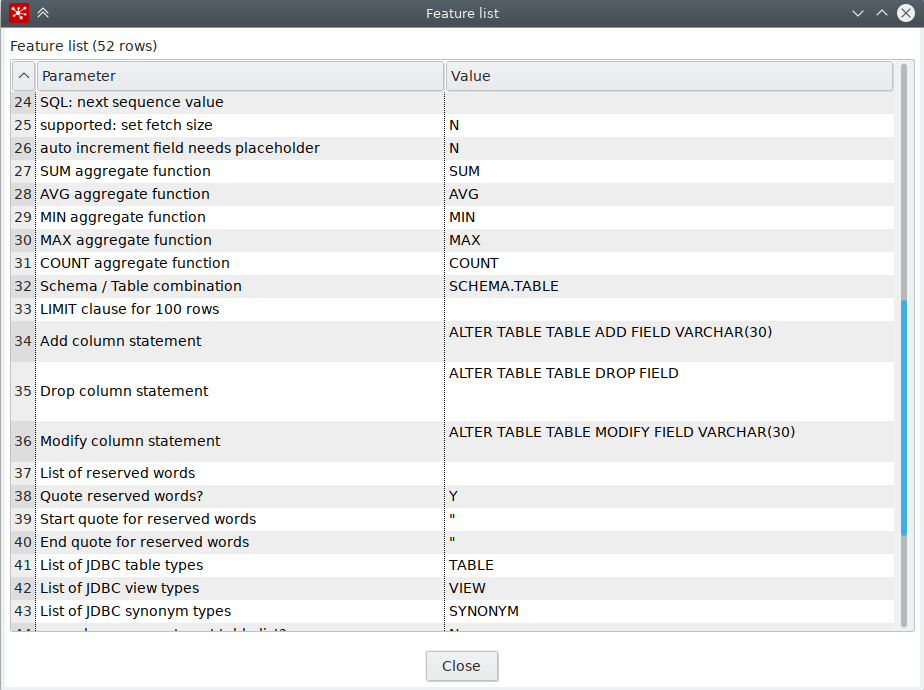 Feature list
Feature list (52 rows)
Parameter Value
24 SQL: next sequence value
25 supported: set fetch size N
26 auto increment field needs placeholder N
27 SUM aggregate function SUM
28 AVG aggregate function AVG
29 MIN aggregate function MIN
30 MAX aggregate function MAX
31 COUNT aggregate function COUNT
32 Schema / Table combination SCHEMA.TABLE
33 LIMIT clause for 100 rows
34 Add column statement ALTER TABLE TABLE ADD FIELD VARCHAR(30)
35 Drop column statement ALTER TABLE TABLE DROP FIELD
36 Modify column statement ALTER TABLE TABLE MODIFY FIELD VARCHAR(30)
37 List of reserved words
38 Quote reserved words? Y
39 Start quote for reserved words "
40 End quote for reserved words "
41 List of JDBC table types TABLE
42 List of JDBC view types VIEW
43 List of JDBC synonym types SYNONYM
Close